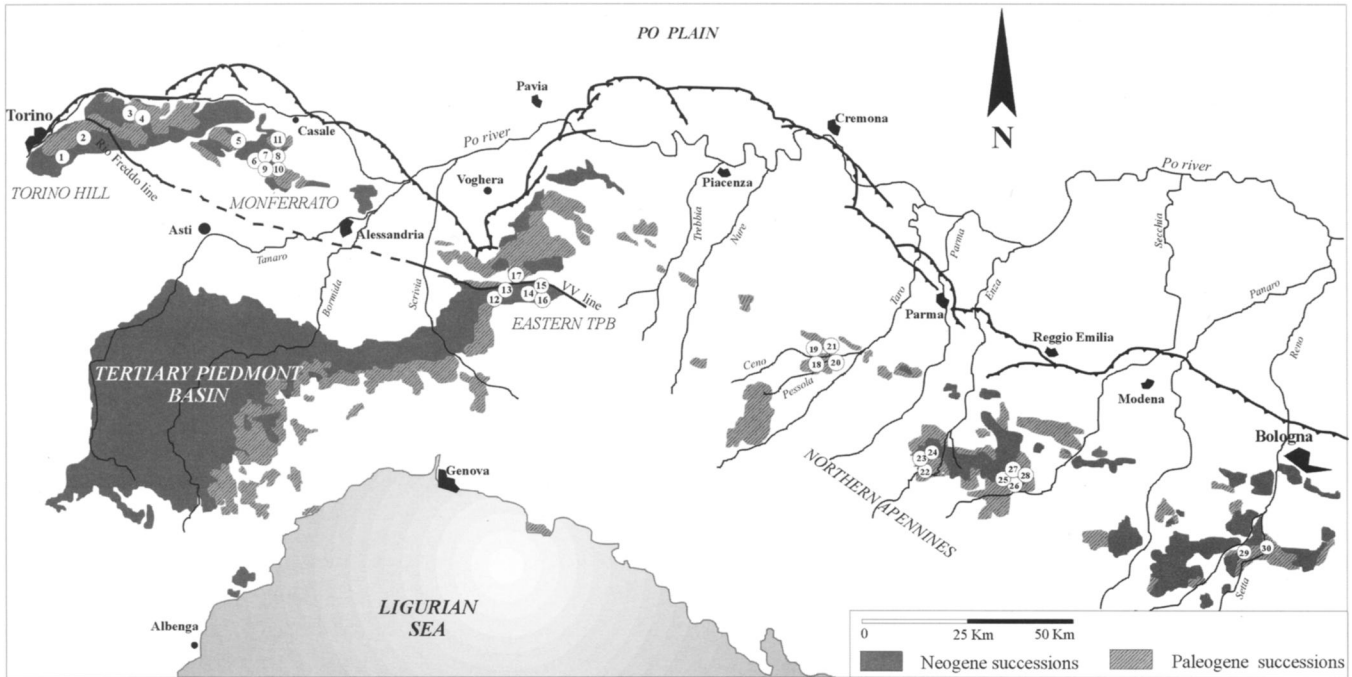 PO PLAIN
N
Torino
1
2
3
4
Casale
5
6
7
8
9
10
11
TORINO HILL
Rio Freddo line
MONFERRATO
Asti
Alessandria
Tanaro
Bormida
Scrivia
Voghera
Pavia
Po river
Cremona
Piacenza
Trebbia
Nure
12
13
14
15
16
17
VV line
EASTERN TPB
TERTIARY PIEDMONT
BASIN
Ceno
Pessola
18
19
20
21
Taro
Parma
Parma
Enza
Reggio Emilia
Po river
Secchia
Panaro
Reno
Modena
Bologna
22
23
24
25
26
27
28
29
30
Setta
NORTHERN APENNINES
Genova
Albenga
LIGURIAN
SEA
0 25 Km 50 Km
Neogene successions Paleogene successions